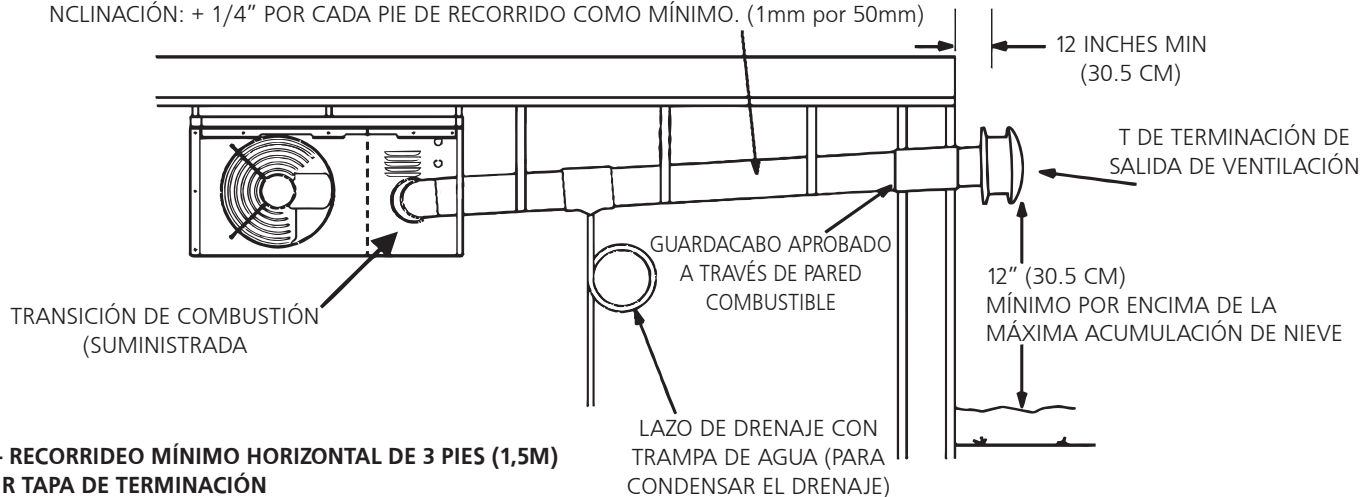 NCLINACIÓN: + 1/4” POR CADA PIE DE RECORRIDO COMO MÍNIMO. (1mm por 50mm)
12 INCHES MIN
(30.5 CM)
T DE TERMINACIÓN DE
SALIDA DE VENTILACIÓN
GUARDACABO APROBADO
A TRAVÉS DE PARED
COMBUSTIBLE
12” (30.5 CM)
MÍNIMO POR ENCIMA DE LA
MÁXIMA ACUMULACIÓN DE NIEVE
TRANSICIÓN DE COMBUSTIÓN
(SUMINISTRADA
LAZO DE DRENAJE CON
TRAMPA DE AGUA (PARA
CONDENSAR EL DRENAJE)
- RECORRIDEO MÍNIMO HORIZONTAL DE 3 PIES (1,5M)
R TAPA DE TERMINACIÓN